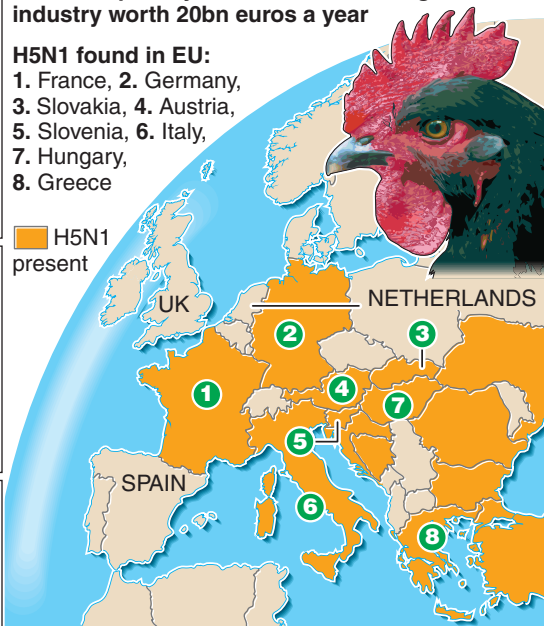 industry worth 20bn euros a year
H5N1 found in EU:
1. France, 2. Germany,
3. Slovakia, 4. Austria,
5. Slovenia, 6. Italy,
7. Hungary,
8. Greece
H5N1
present
UK
NETHERLANDS
2
3
1
4
7
5
SPAIN
6
8